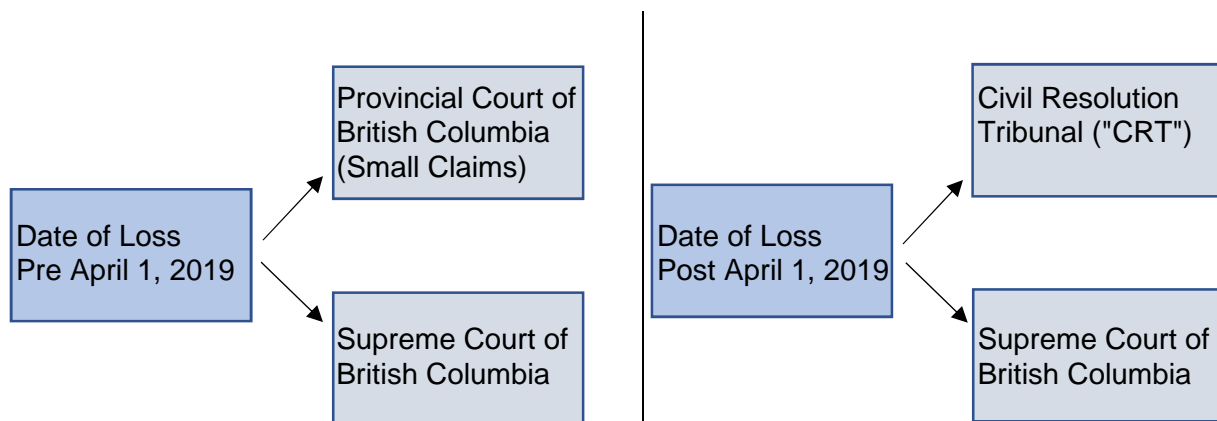 Date of Loss
Pre April 1, 2019
Provincial Court of
British Columbia
(Small Claims)
Supreme Court of
British Columbia
Date of Loss
Post April 1, 2019
Civil Resolution
Tribunal ("CRT")
Supreme Court of
British Columbia